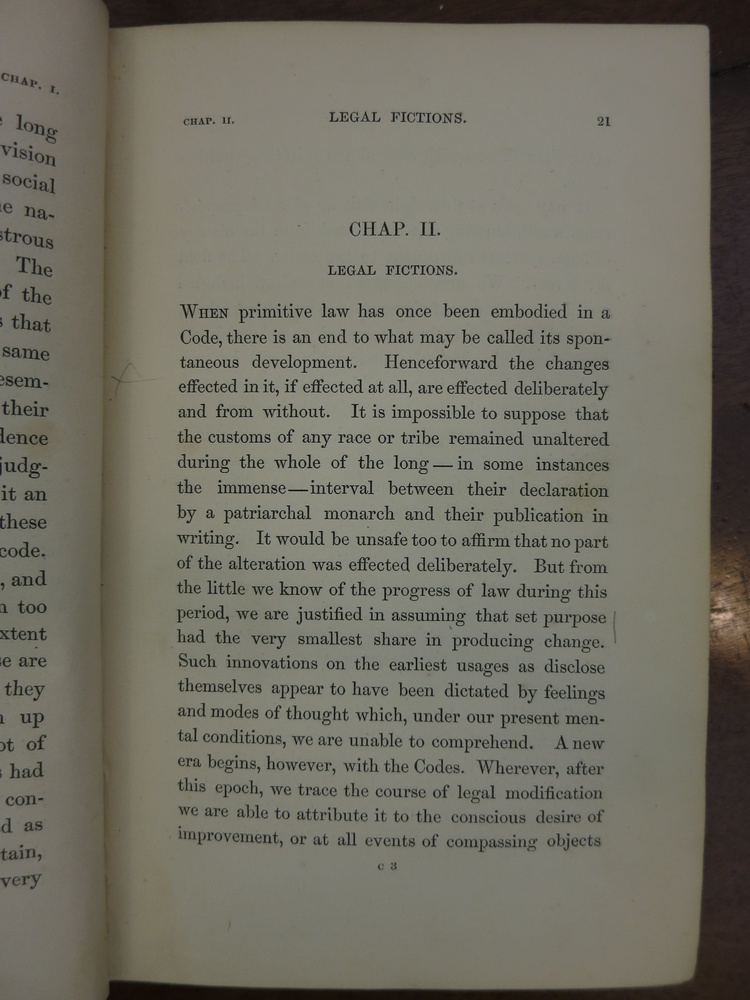 CHAP. I.
long
vision
social
na-
strous
The
of the
that
same
esem-
their
dence
judg-
it an
these
code.
, and
too
xtent
are
they
up
ot of
had
con-
d as
tain,
very
CHAP. II. LEGAL FICTIONS. 21
CHAP. II.
LEGAL FICTIONS.
WHEN primitive law has once been embodied in a
Code, there is an end to what may be called its spon-
taneous development. Henceforward the changes
effected in it, if effected at all, are effected deliberately
and from without. It is impossible to suppose that
the customs of any race or tribe remained unaltered
during the whole of the long — in some instances
the immense — interval between their declaration
by a patriarchal monarch and their publication in
writing. It would be unsafe too to affirm that no part
of the alteration was effected deliberately. But from
the little we know of the progress of law during this
period, we are justified in assuming that set purpose
had the very smallest share in producing change.
Such innovations on the earliest usages as disclose
themselves appear to have been dictated by feelings
and modes of thought which, under our present men-
tal conditions, we are unable to comprehend. A new
era begins, however, with the Codes. Wherever, after
this epoch, we trace the course of legal modification
we are able to attribute it to the conscious desire of
improvement, or at all events of compassing objects
C 3